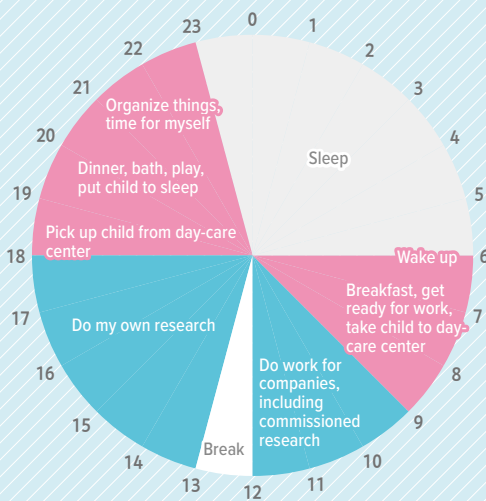 0
1
2
3
4
5
6
7
8
9
10
11
12
13
14
15
16
17
18
19
20
21
22
23
Sleep
Wake up
Breakfast, get
ready for work,
take child to day-
care center
Do work for
companies,
including
commissioned
research
Break
Do my own research
Pick up child from day-care
center
Dinner, bath, play,
put child to sleep
Organize things,
time for myself